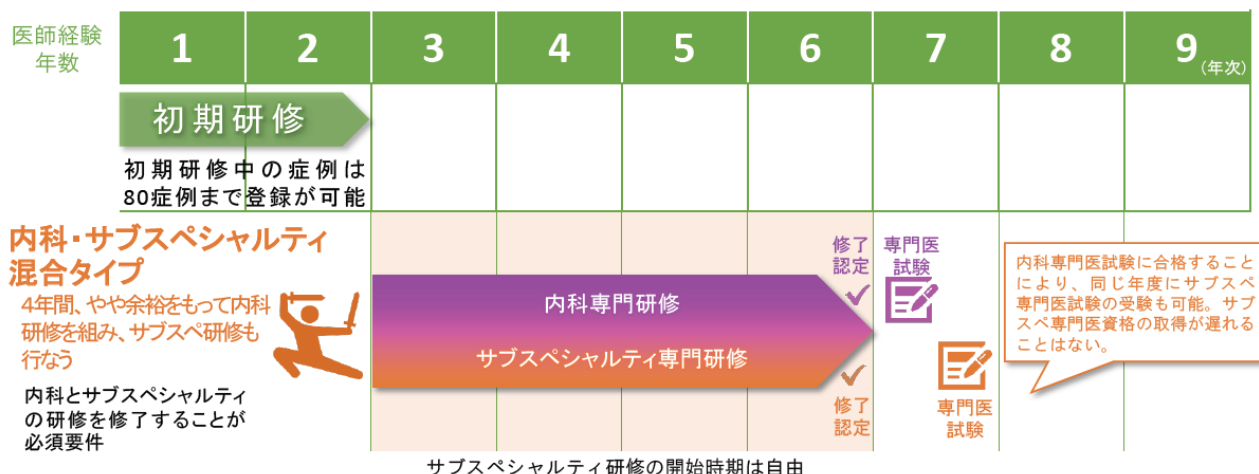 医師経験
年数
1 2 3 4 5 6 7 8 9(年次)
初期研修
初期研修中の症例は
80症例まで登録が可能
内科・サブスペシャルティ
混合タイプ
4年間、やや余裕をもって内科
研修を組み、サブスペ研修も
行なう
内科とサブスペシャルティ
の研修を修了することが
必須要件
内科専門研修
サブスペシャルティ専門研修
修了
認定
専門医
試験
修了
認定
専門医
試験
内科専門医試験に合格すること
により、同じ年度にサブスペ
専門医試験の受験も可能。サブ
スペ専門医資格の取得が遅れる
ことはない。
サブスペシャルティ研修の開始時期は自由